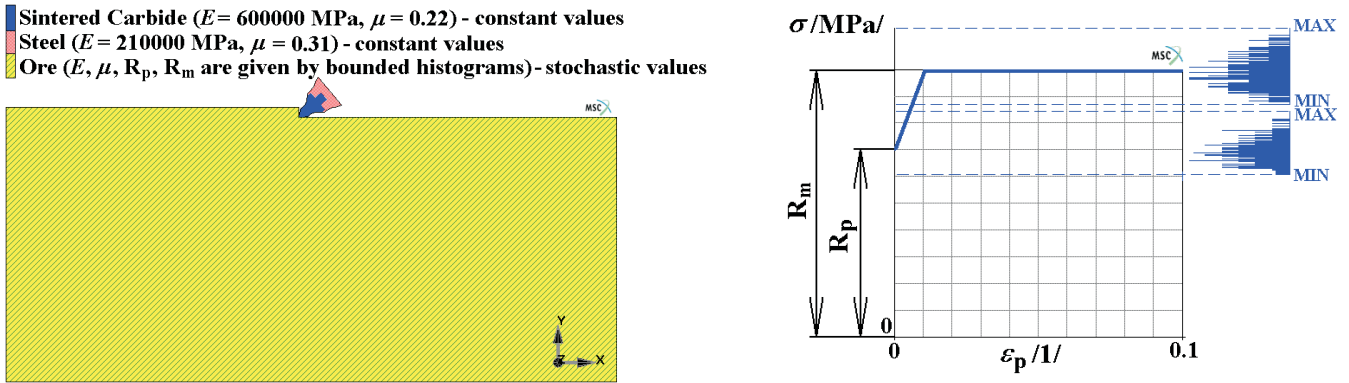 Sintered Carbide (E = 600000 MPa, μ = 0.22) - constant values
Steel (E = 210000 MPa, μ = 0.31) - constant values
Ore (E, μ, Rp, Rm are given by bounded histograms) - stochastic values
MSC
Y
Z
X
σ /MPa/
MSC
MAX
MIN
MAX
MIN
Rm
Rp
0
0
εp /1/
0.1